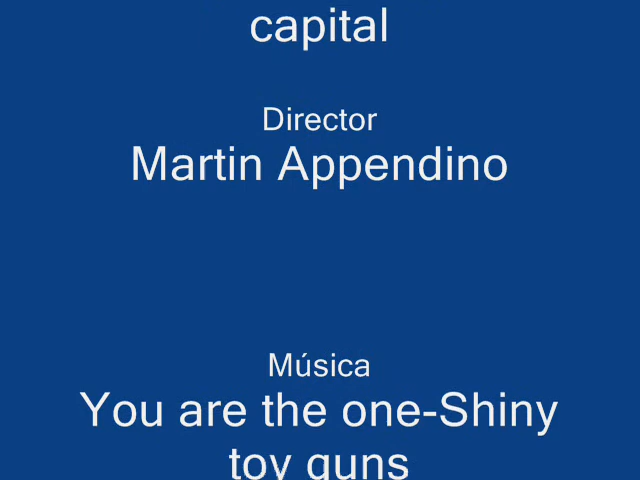 capital
Director
Martin Appendino
Música
You are the one-Shiny
toy guns